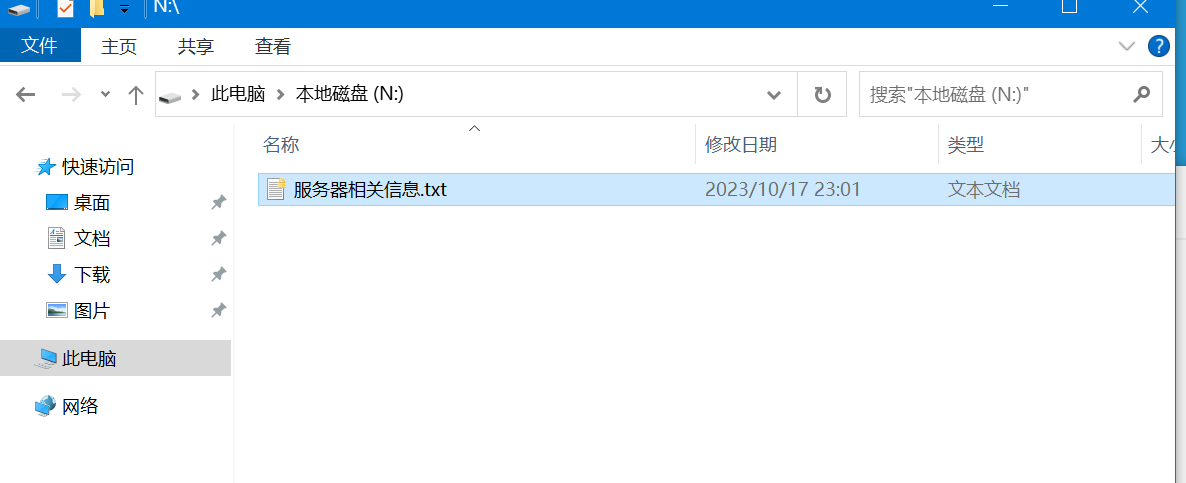 N:\
文件 主页 共享 查看
此电脑 本地磁盘 (N:) 搜索"本地磁盘 (N:)"
名称 修改日期 类型
快速访问
服务器相关信息.txt 2023/10/17 23:01 文本文档
桌面
文档
下载
图片
此电脑
网络